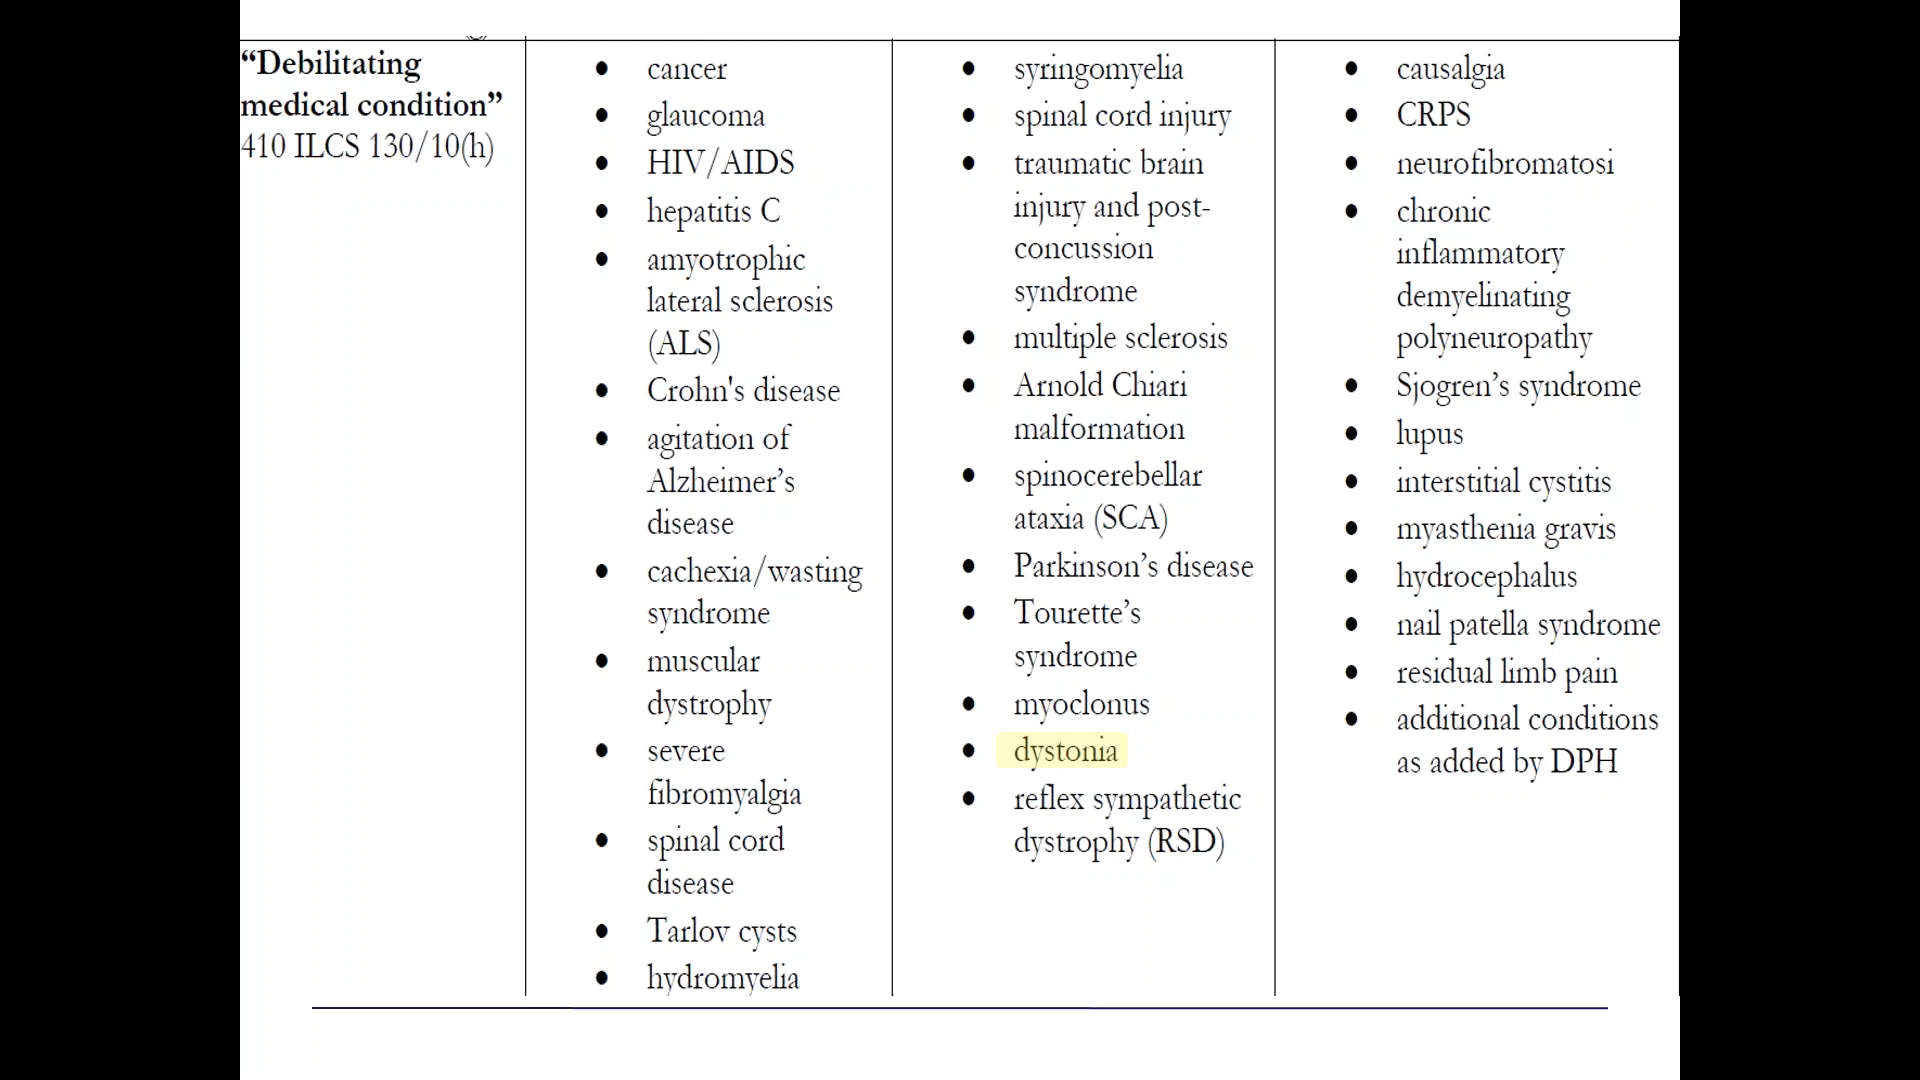 “Debilitating
medical condition”
410 ILCS 130/10(h)
• cancer
• glaucoma
• HIV/AIDS
• hepatitis C
• amyotrophic
lateral sclerosis
(ALS)
• Crohn's disease
• agitation of
Alzheimer’s
disease
• cachexia/wasting
syndrome
• muscular
dystrophy
• severe
fibromyalgia
• spinal cord
disease
• Tarlov cysts
• hydromyelia
• syringomyelia
• spinal cord injury
• traumatic brain
injury and post-
concussion
syndrome
• multiple sclerosis
• Arnold Chiari
malformation
• spinocerebellar
ataxia (SCA)
• Parkinson’s disease
• Tourette’s
syndrome
• myoclonus
• dystonia
• reflex sympathetic
dystrophy (RSD)
• causalgia
• CRPS
• neurofibromatosi
• chronic
inflammatory
demyelinating
polyneuropathy
• Sjogren’s syndrome
• lupus
• interstitial cystitis
• myasthenia gravis
• hydrocephalus
• nail patella syndrome
• residual limb pain
• additional conditions
as added by DPH